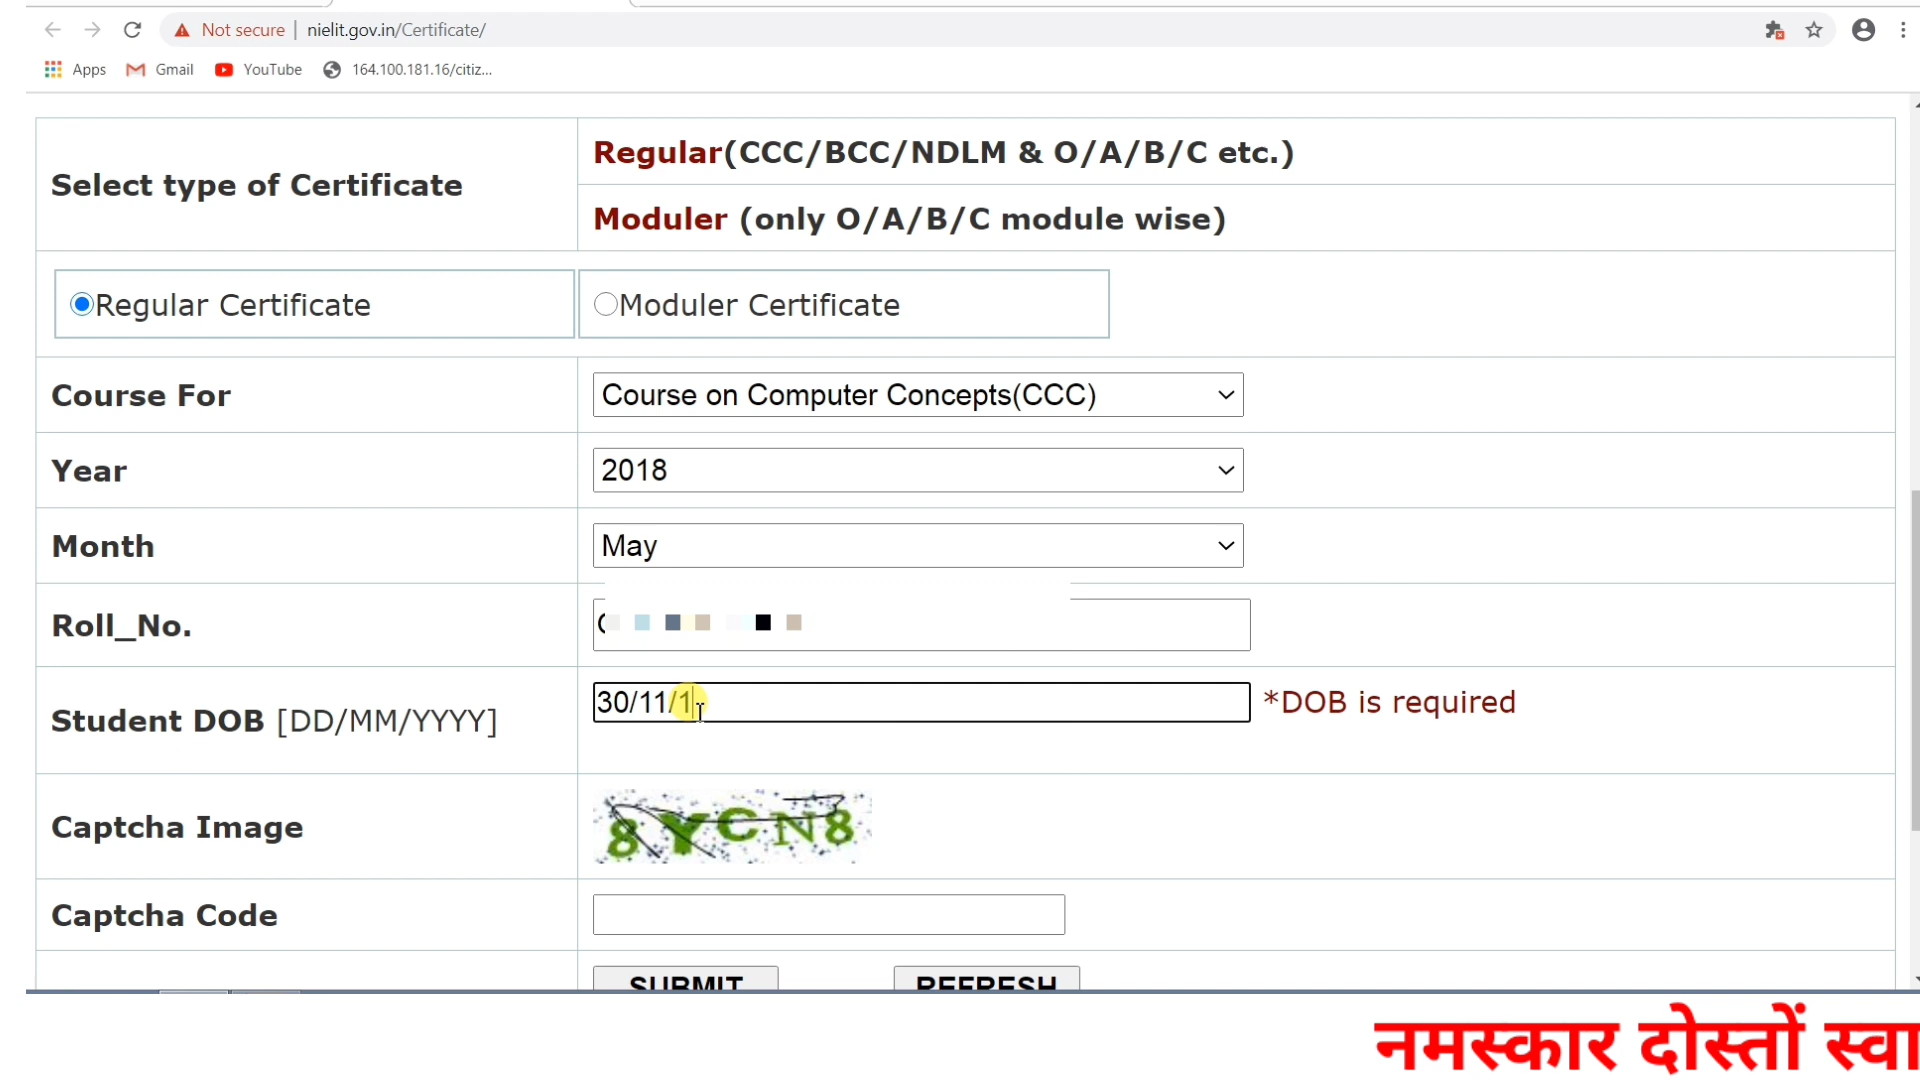 Not secure | nielit.gov.in/Certificate/
Apps Gmail YouTube 164.100.181.16/citiz...
Select type of Certificate
Regular(CCC/BCC/NDLM & O/A/B/C etc.)
Moduler (only O/A/B/C module wise)
Regular Certificate Moduler Certificate
Course For Course on Computer Concepts(CCC)
Year 2018
Month May
Roll_No.
Student DOB [DD/MM/YYYY] 30/11/1 *DOB is required
Captcha Image 8YCN8
Captcha Code
SUBMIT REFRESH
नमस्कार दोस्तों स्वा